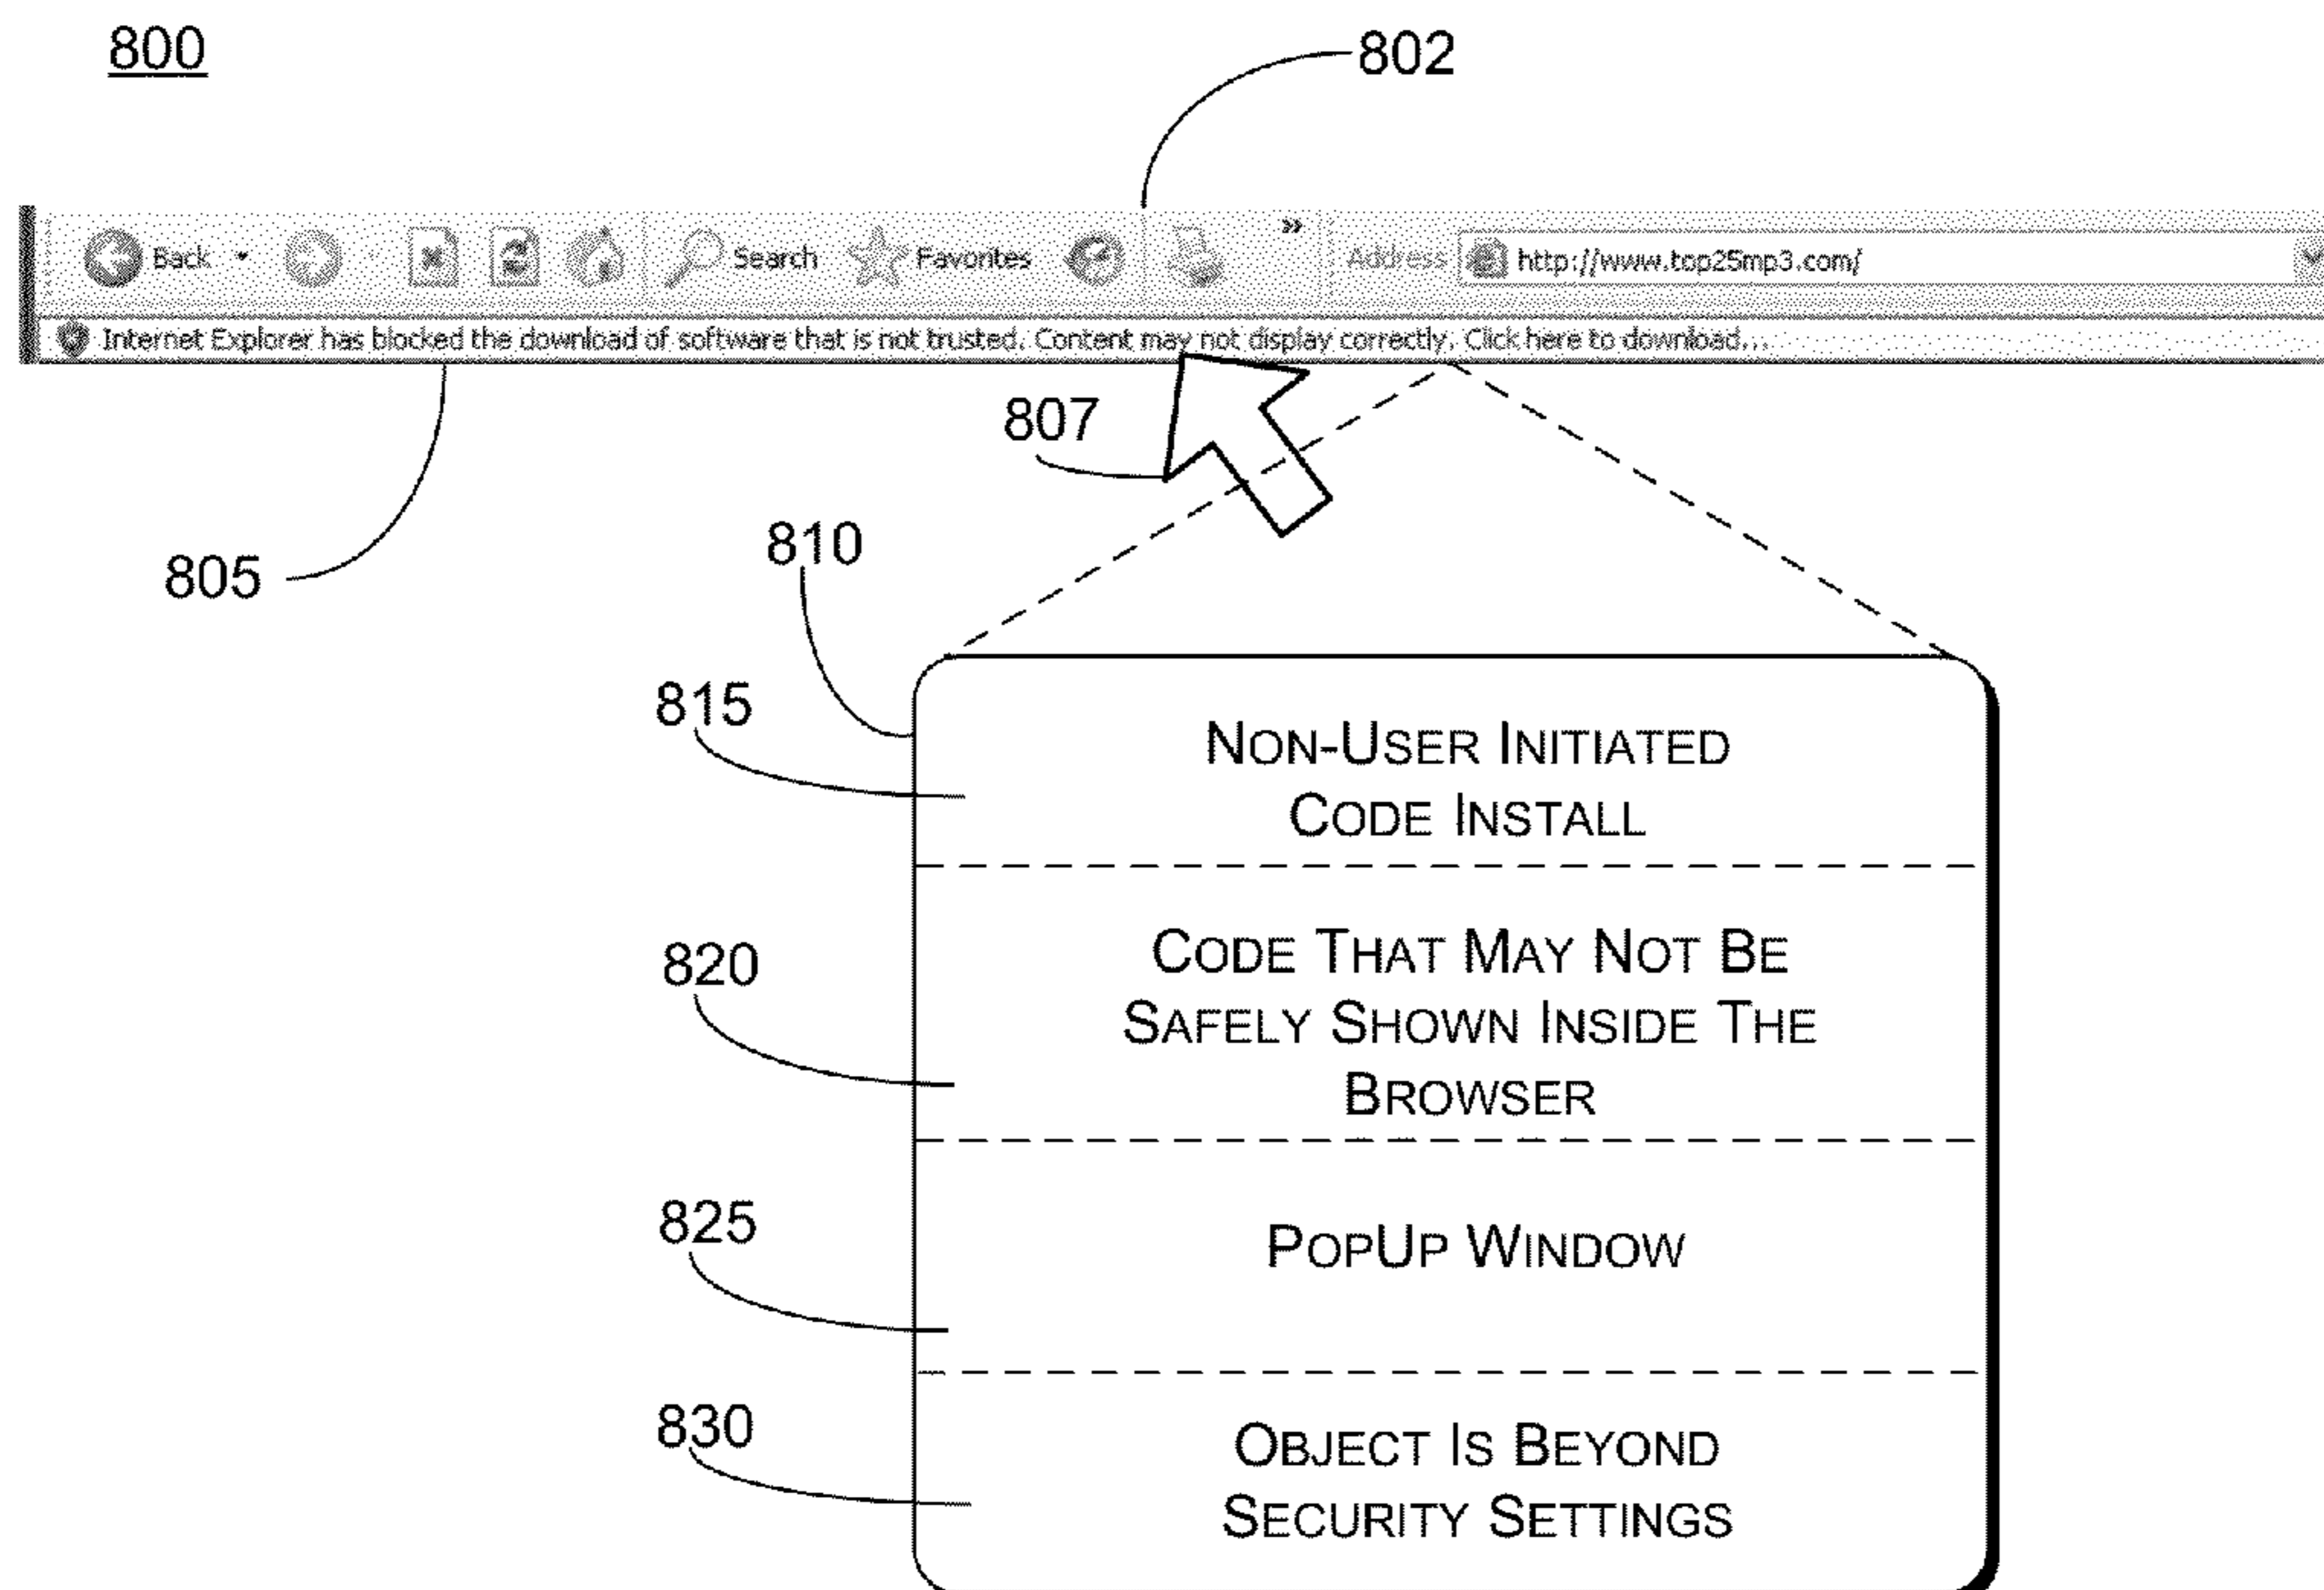 800
802
Back
Search
Favorites
»
Address
http://www.top25mp3.com/
Internet Explorer has blocked the download of software that is not trusted. Content may not display correctly. Click here to download...
807
805
810
815
NON-USER INITIATED
CODE INSTALL
820
CODE THAT MAY NOT BE
SAFELY SHOWN INSIDE THE
BROWSER
825
POPUP WINDOW
830
OBJECT IS BEYOND
SECURITY SETTINGS